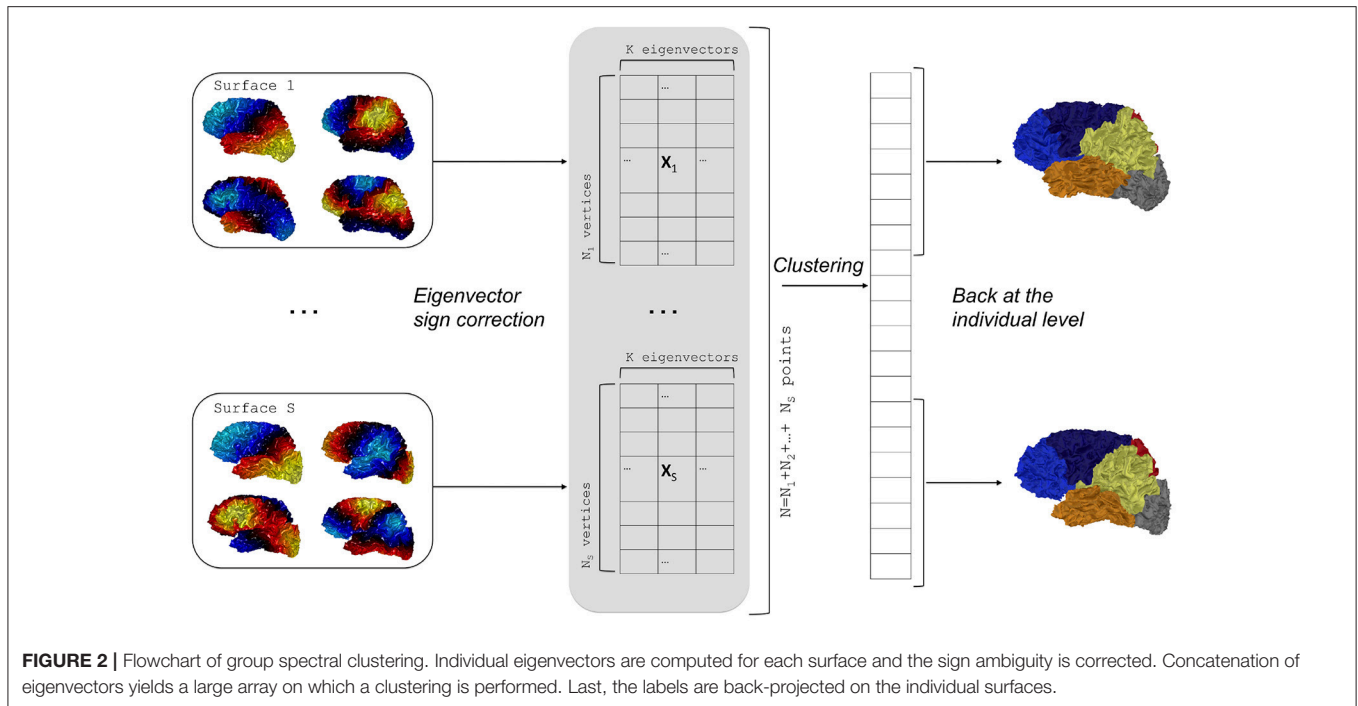 Surface 1
K eigenvectors
...
... X₁ ...
...
N₁ vertices
Eigenvector
sign correction
...
...
Surface S
K eigenvectors
...
... X_S ...
...
N_S vertices
N=N₁+N₂+…+ N_S points
Clustering
Back at the
individual level
FIGURE 2 | Flowchart of group spectral clustering. Individual eigenvectors are computed for each surface and the sign ambiguity is corrected. Concatenation of
eigenvectors yields a large array on which a clustering is performed. Last, the labels are back-projected on the individual surfaces.